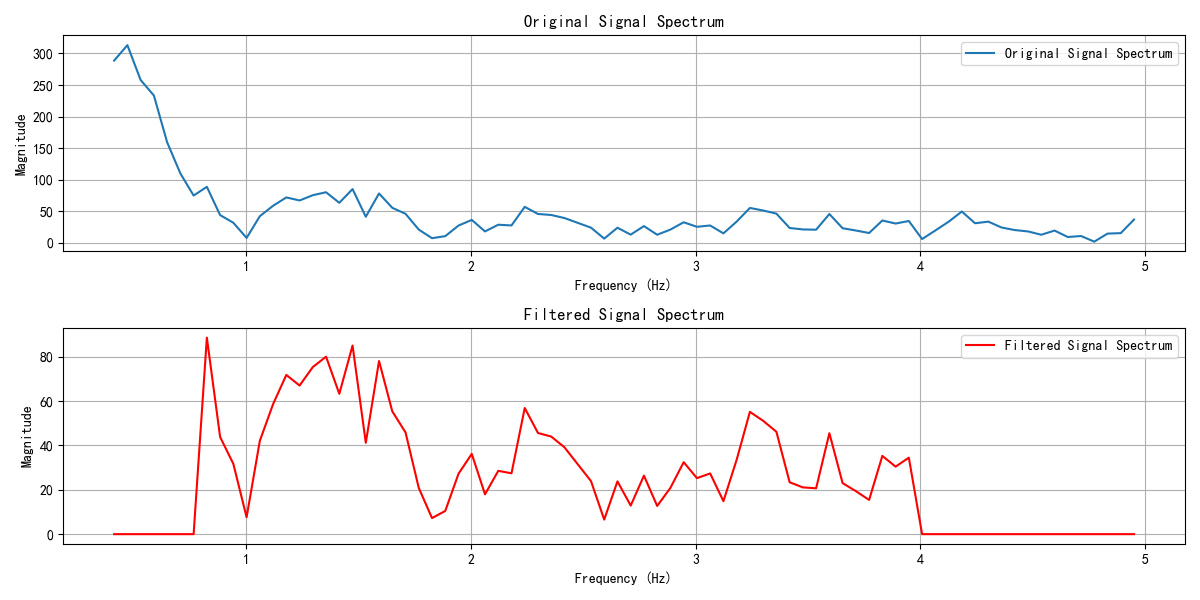 Original Signal Spectrum
Original Signal Spectrum
300
250
200
150
100
50
0
Magnitude
1 2 3 4 5
Frequency (Hz)
Filtered Signal Spectrum
Filtered Signal Spectrum
80
60
40
20
0
Magnitude
1 2 3 4 5
Frequency (Hz)